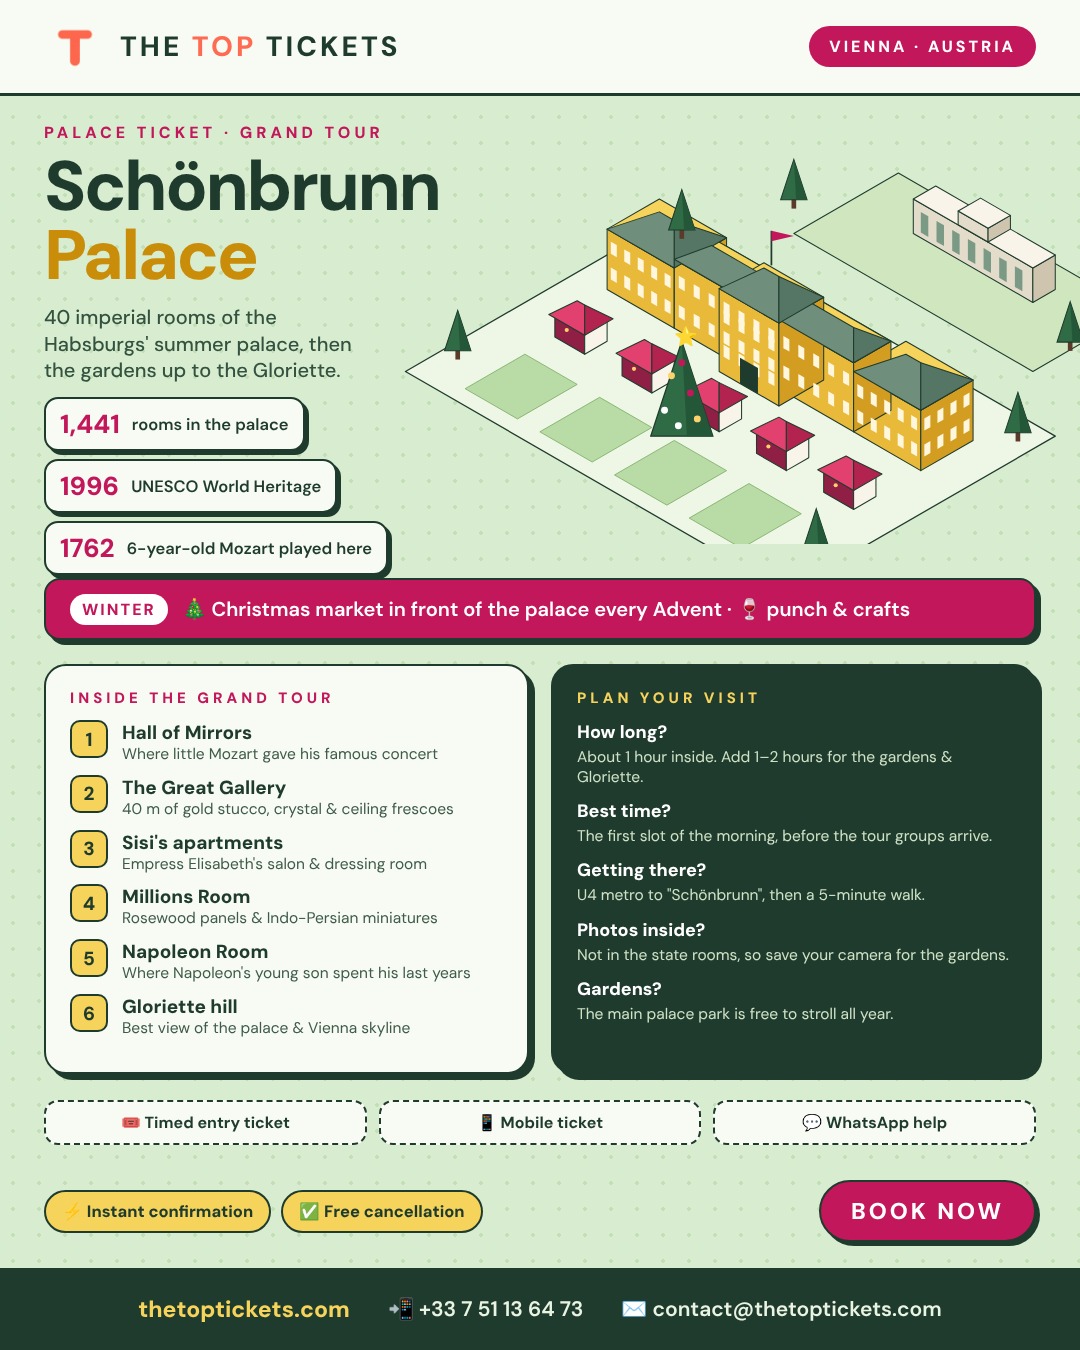 THE TOP TICKETS
VIENNA · AUSTRIA
PALACE TICKET · GRAND TOUR
Schönbrunn
Palace
40 imperial rooms of the
Habsburgs' summer palace, then
the gardens up to the Gloriette.
1,441 rooms in the palace
1996 UNESCO World Heritage
1762 6-year-old Mozart played here
WINTER 🎄 Christmas market in front of the palace every Advent · 🍷 punch & crafts
INSIDE THE GRAND TOUR
1 Hall of Mirrors
Where little Mozart gave his famous concert
2 The Great Gallery
40 m of gold stucco, crystal & ceiling frescoes
3 Sisi's apartments
Empress Elisabeth's salon & dressing room
4 Millions Room
Rosewood panels & Indo-Persian miniatures
5 Napoleon Room
Where Napoleon's young son spent his last years
6 Gloriette hill
Best view of the palace & Vienna skyline
PLAN YOUR VISIT
How long?
About 1 hour inside. Add 1–2 hours for the gardens &
Gloriette.
Best time?
The first slot of the morning, before the tour groups arrive.
Getting there?
U4 metro to "Schönbrunn", then a 5-minute walk.
Photos inside?
Not in the state rooms, so save your camera for the gardens.
Gardens?
The main palace park is free to stroll all year.
🎟️ Timed entry ticket
📱 Mobile ticket
💬 WhatsApp help
⚡ Instant confirmation
✅ Free cancellation
BOOK NOW
thetoptickets.com
📲 +33 7 51 13 64 73
✉️ contact@thetoptickets.com